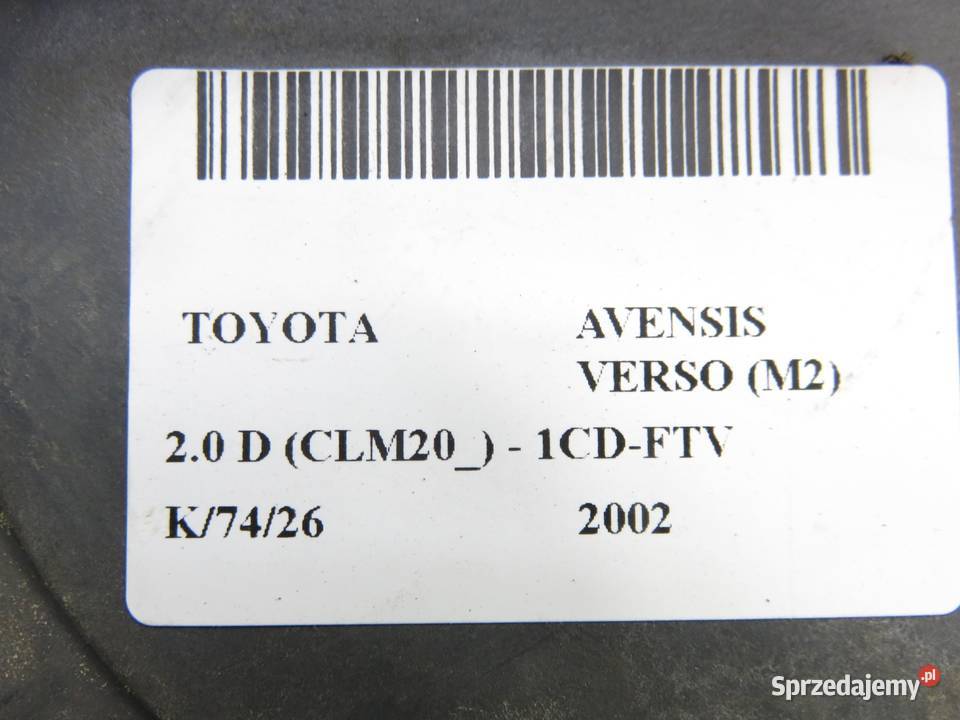 TOYOTA AVENSIS
VERSO (M2)
2.0 D (CLM20_) - 1CD-FTV
K/74/26 2002
Sprzedajemy.pl